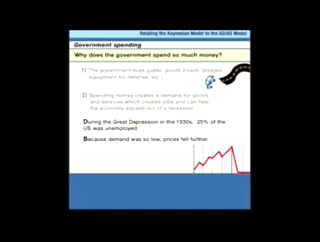 Relating the Keynesian Model to the AD/AS Model
Government spending
Why does the government spend so much money?
1) The government buys public goods (roads, bridges,
equipment for defense, etc.)
2) Spending money creates a demand for goods
and services which creates jobs and can help
the economy expand out of a recession.
During the Great Depression in the 1930s, 25% of the
US was unemployed.
Because demand was so low, prices fell further.